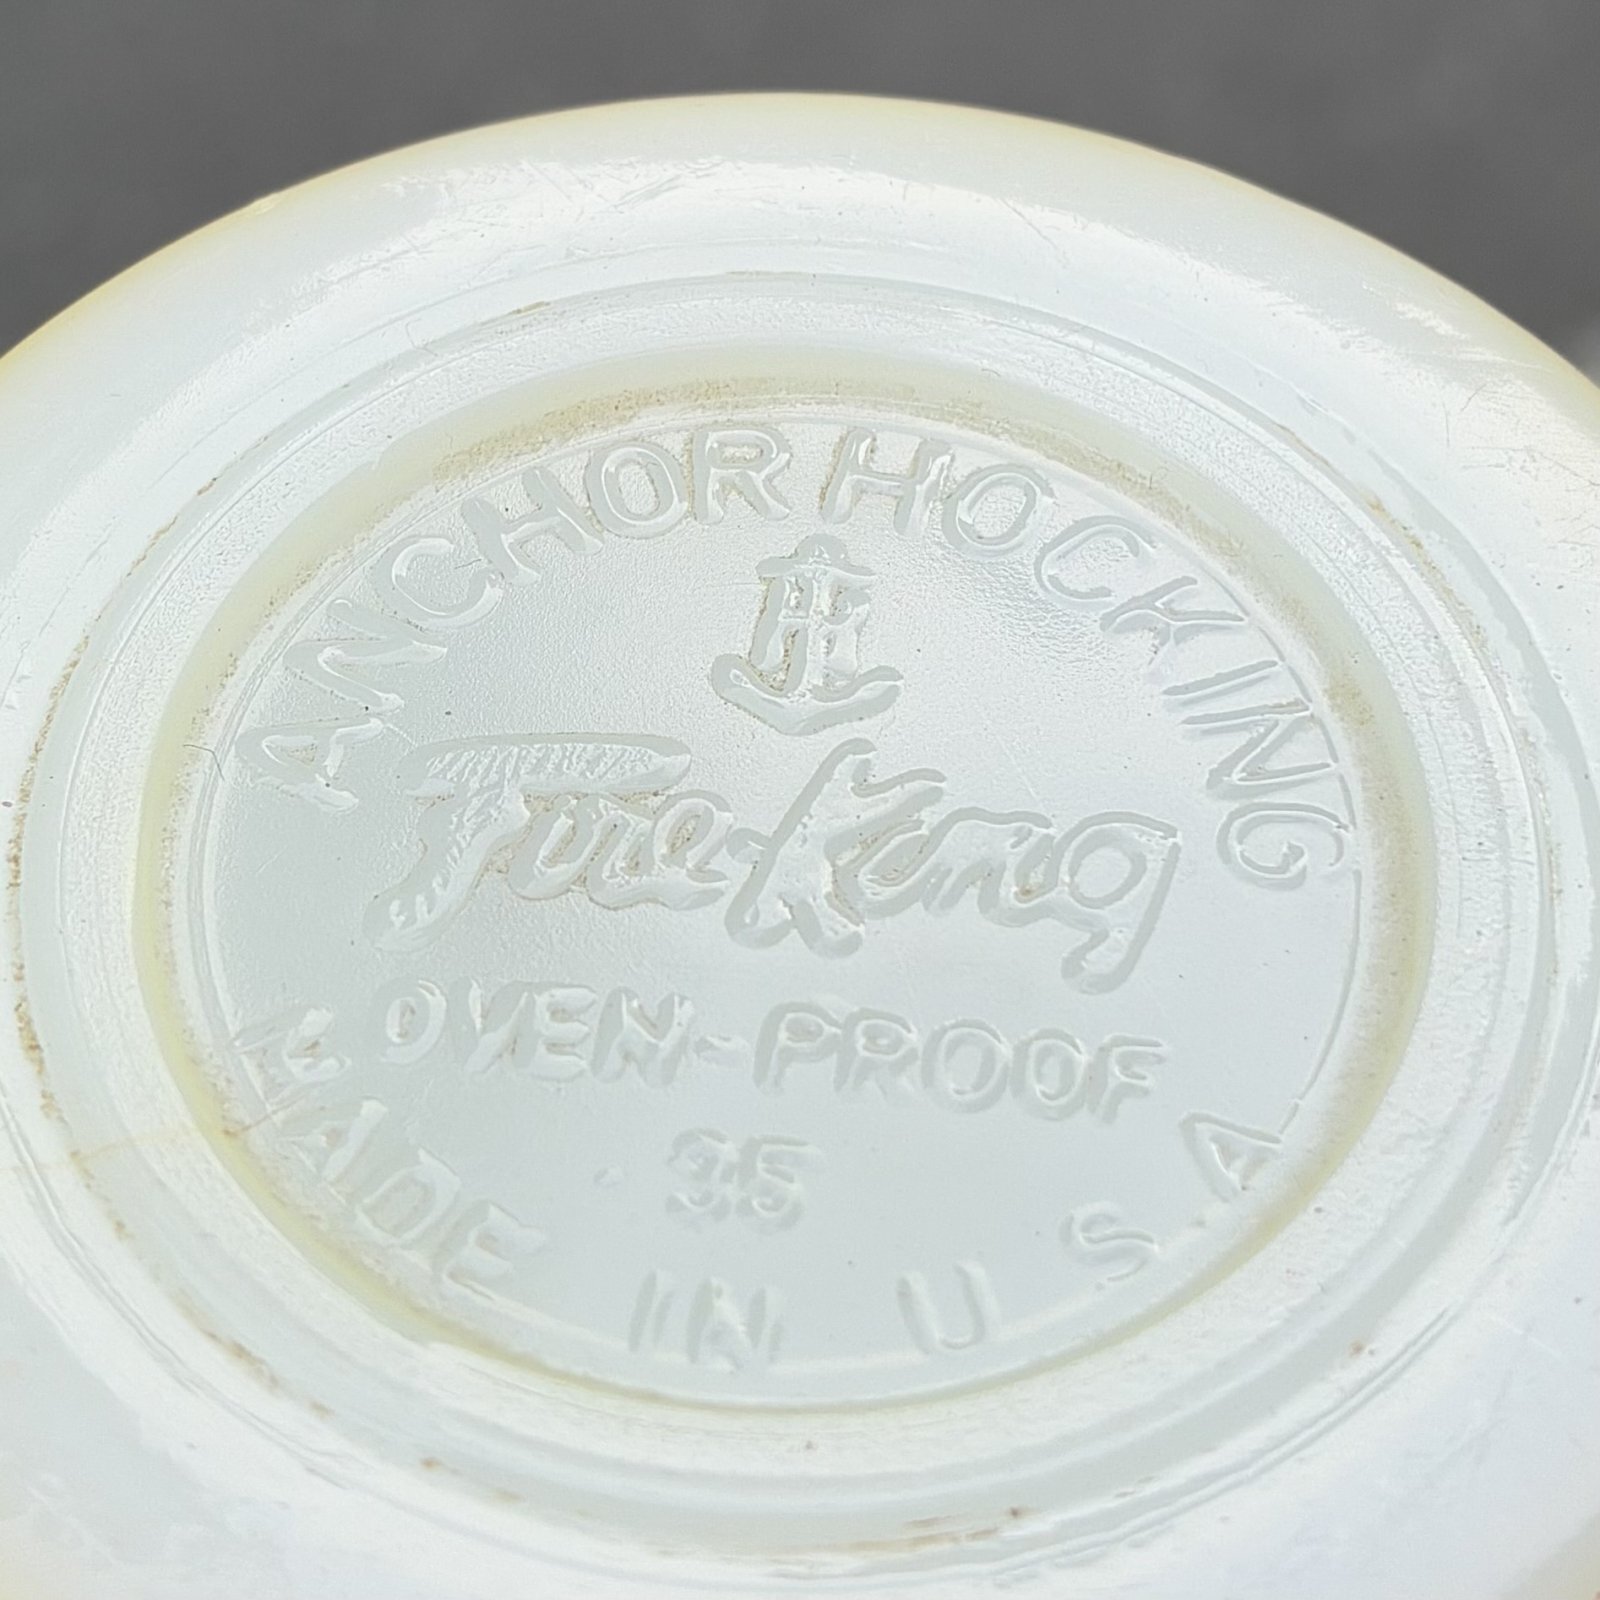 ANCHOR HOCKING
Fire King
OVEN-PROOF
35
MADE IN U.S.A.